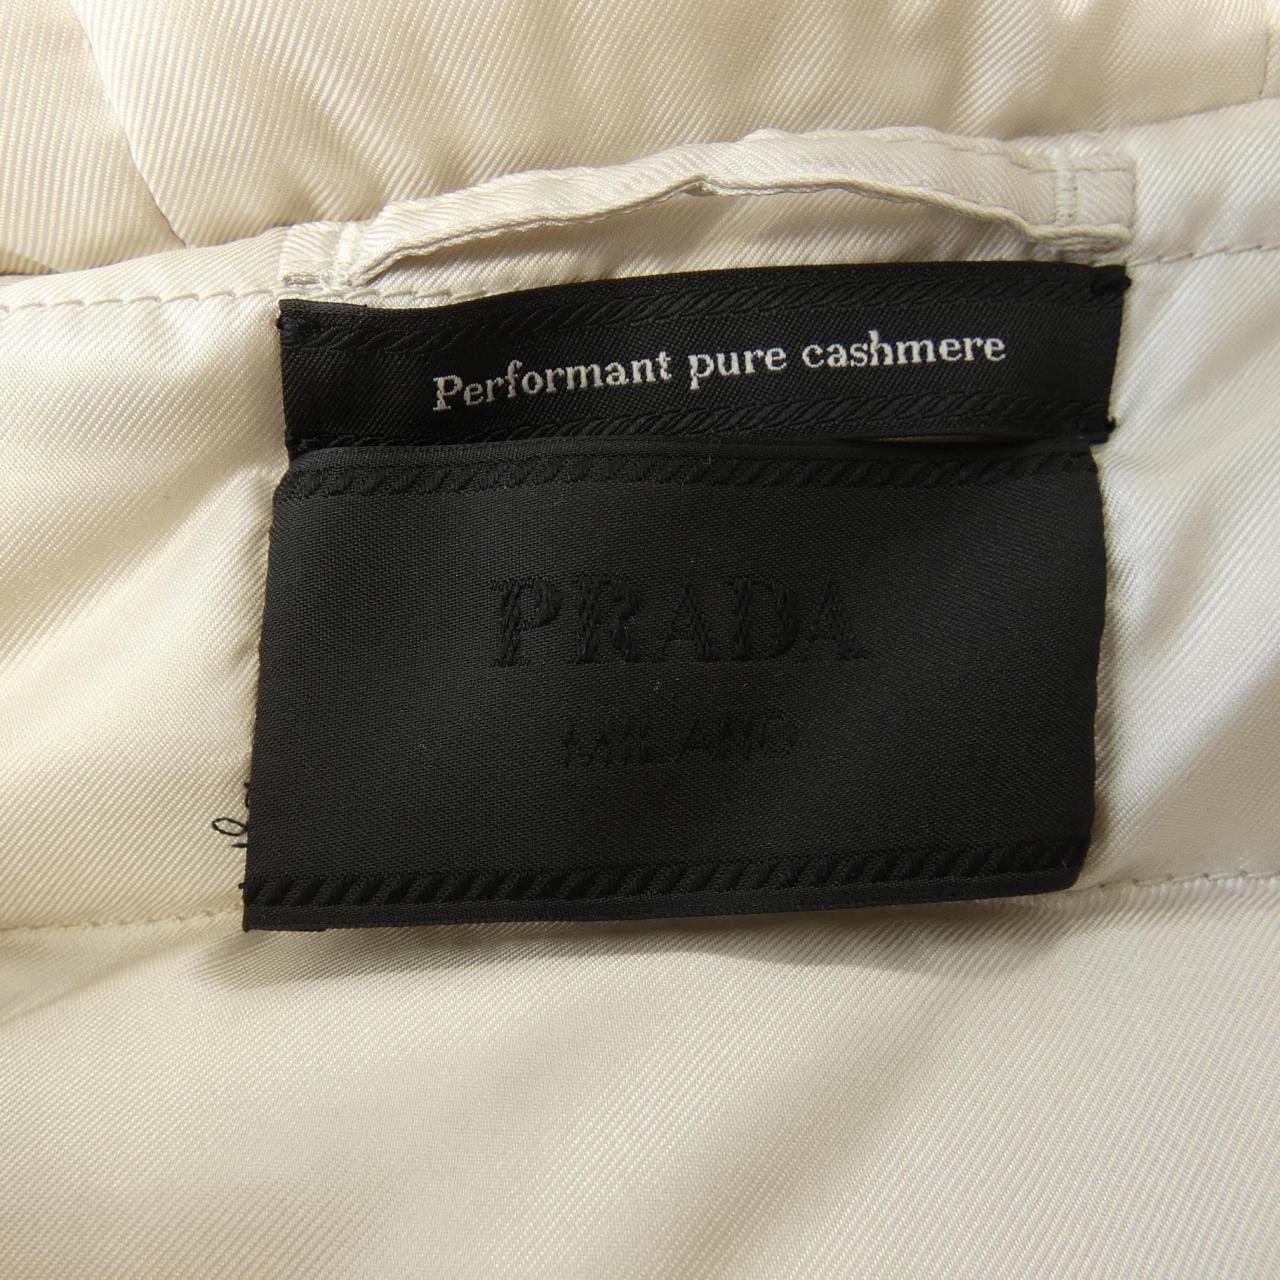 Performant pure cashmere
PRADA
MILANO